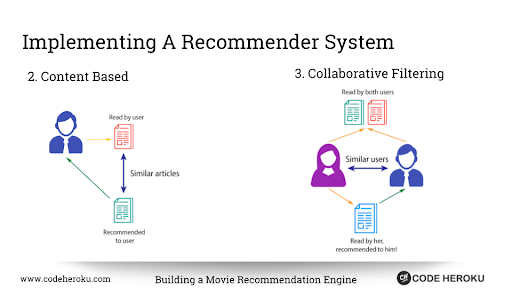 Implementing A Recommender System
2. Content Based
Read by user
Similar articles
Recommended
to user
3. Collaborative Filtering
Read by both users
Similar users
Read by her,
recommended to him!
www.codeheroku.com
Building a Movie Recommendation Engine
CODE HEROKU